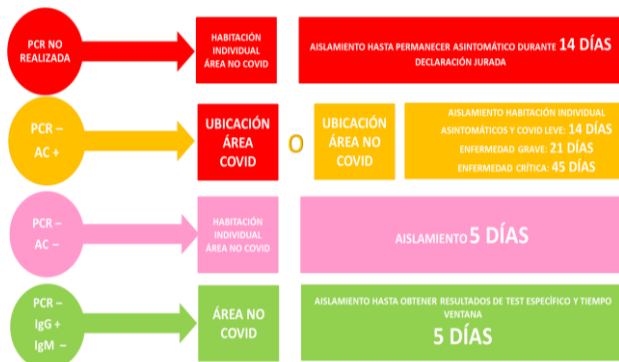 PCR NO
REALIZADA
HABITACIÓN
INDIVIDUAL
ÁREA NO COVID
AISLAMIENTO HASTA PERMANECER ASINTOMÁTICO DURANTE 14 DÍAS
DECLARACIÓN JURADA
PCR –
AC +
UBICACIÓN
ÁREA
COVID
O
UBICACIÓN
ÁREA NO
COVID
AISLAMIENTO HABITACIÓN INDIVIDUAL
ASINTOMÁTICOS Y COVID LEVE: 14 DÍAS
ENFERMEDAD GRAVE: 21 DÍAS
ENFERMEDAD CRÍTICA: 45 DÍAS
PCR –
AC –
HABITACIÓN
INDIVIDUAL
ÁREA NO COVID
AISLAMIENTO 5 DÍAS
PCR –
IgG +
IgM –
ÁREA NO
COVID
AISLAMIENTO HASTA OBTENER RESULTADOS DE TEST ESPECÍFICO Y TIEMPO
VENTANA
5 DÍAS